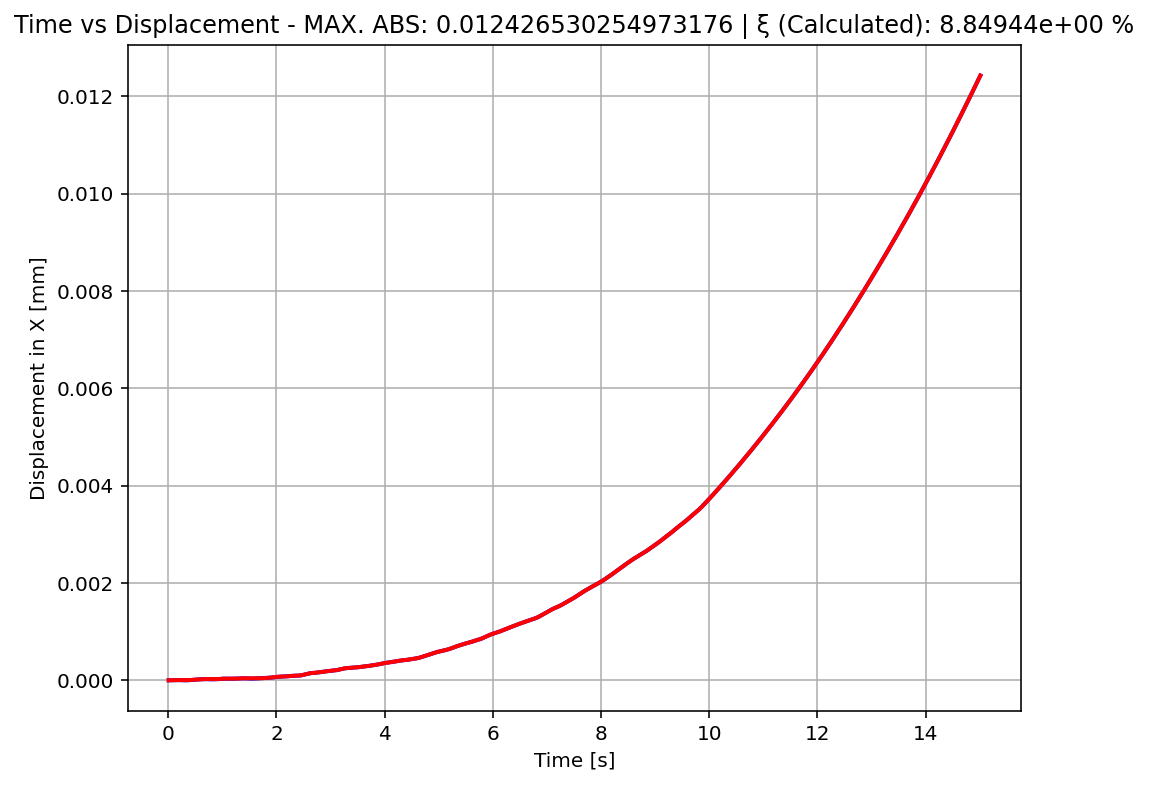 Time vs Displacement - MAX. ABS: 0.012426530254973176 | ξ (Calculated): 8.84944e+00 %
0.012
0.010
0.008
0.006
0.004
0.002
0.000
Displacement in X [mm]
0 2 4 6 8 10 12 14
Time [s]